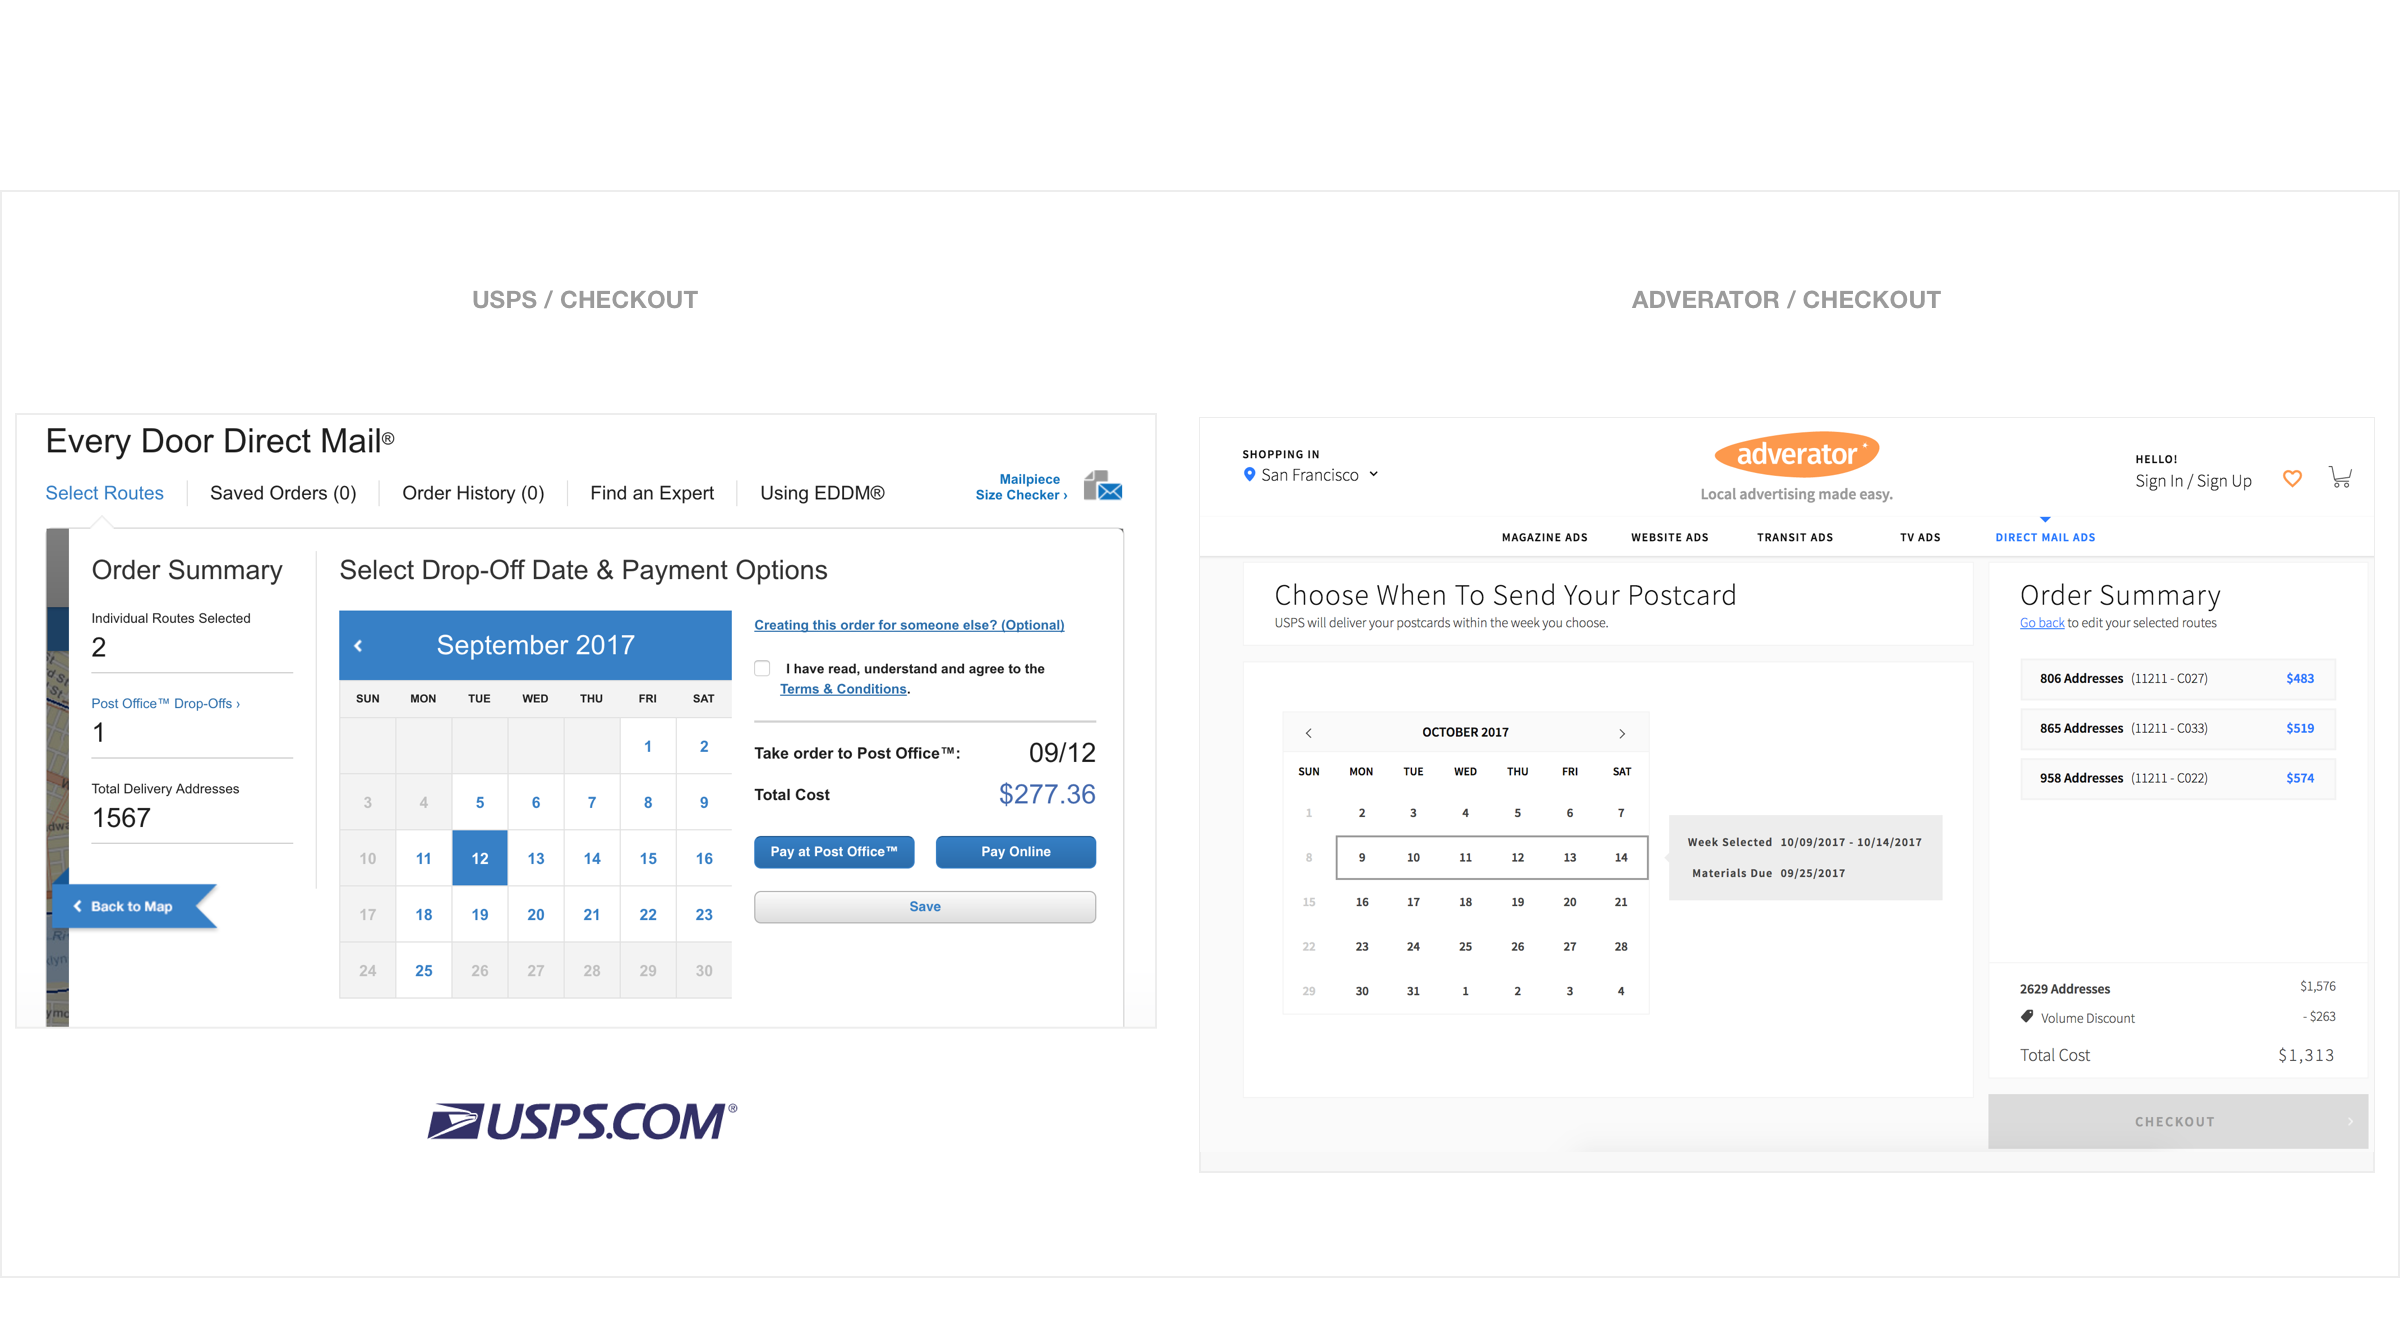 USPS / CHECKOUT
Every Door Direct Mail®
Select Routes
Saved Orders (0)
Order History (0)
Find an Expert
Using EDDM®
Mailpiece
Size Checker ›
Order Summary
Individual Routes Selected
2
Post Office™ Drop-Offs ›
1
Total Delivery Addresses
1567
Back to Map
Select Drop-Off Date & Payment Options
September 2017
SUN MON TUE WED THU FRI SAT
1 2
3 4 5 6 7 8 9
10 11 12 13 14 15 16
17 18 19 20 21 22 23
24 25 26 27 28 29 30
Creating this order for someone else? (Optional)
I have read, understand and agree to the
Terms & Conditions.
Take order to Post Office™: 09/12
Total Cost $277.36
Pay at Post Office™ Pay Online
Save
USPS.COM®
ADVERATOR / CHECKOUT
SHOPPING IN
San Francisco
adverator
Local advertising made easy.
HELLO!
Sign In / Sign Up
MAGAZINE ADS WEBSITE ADS TRANSIT ADS TV ADS DIRECT MAIL ADS
Choose When To Send Your Postcard
USPS will deliver your postcards within the week you choose.
OCTOBER 2017
SUN MON TUE WED THU FRI SAT
1 2 3 4 5 6 7
8 9 10 11 12 13 14
15 16 17 18 19 20 21
22 23 24 25 26 27 28
29 30 31 1 2 3 4
Week Selected 10/09/2017 - 10/14/2017
Materials Due 09/25/2017
Order Summary
Go back to edit your selected routes
806 Addresses (11211 - C027) $483
865 Addresses (11211 - C033) $519
958 Addresses (11211 - C022) $574
2629 Addresses $1,576
Volume Discount - $263
Total Cost $1,313
CHECKOUT